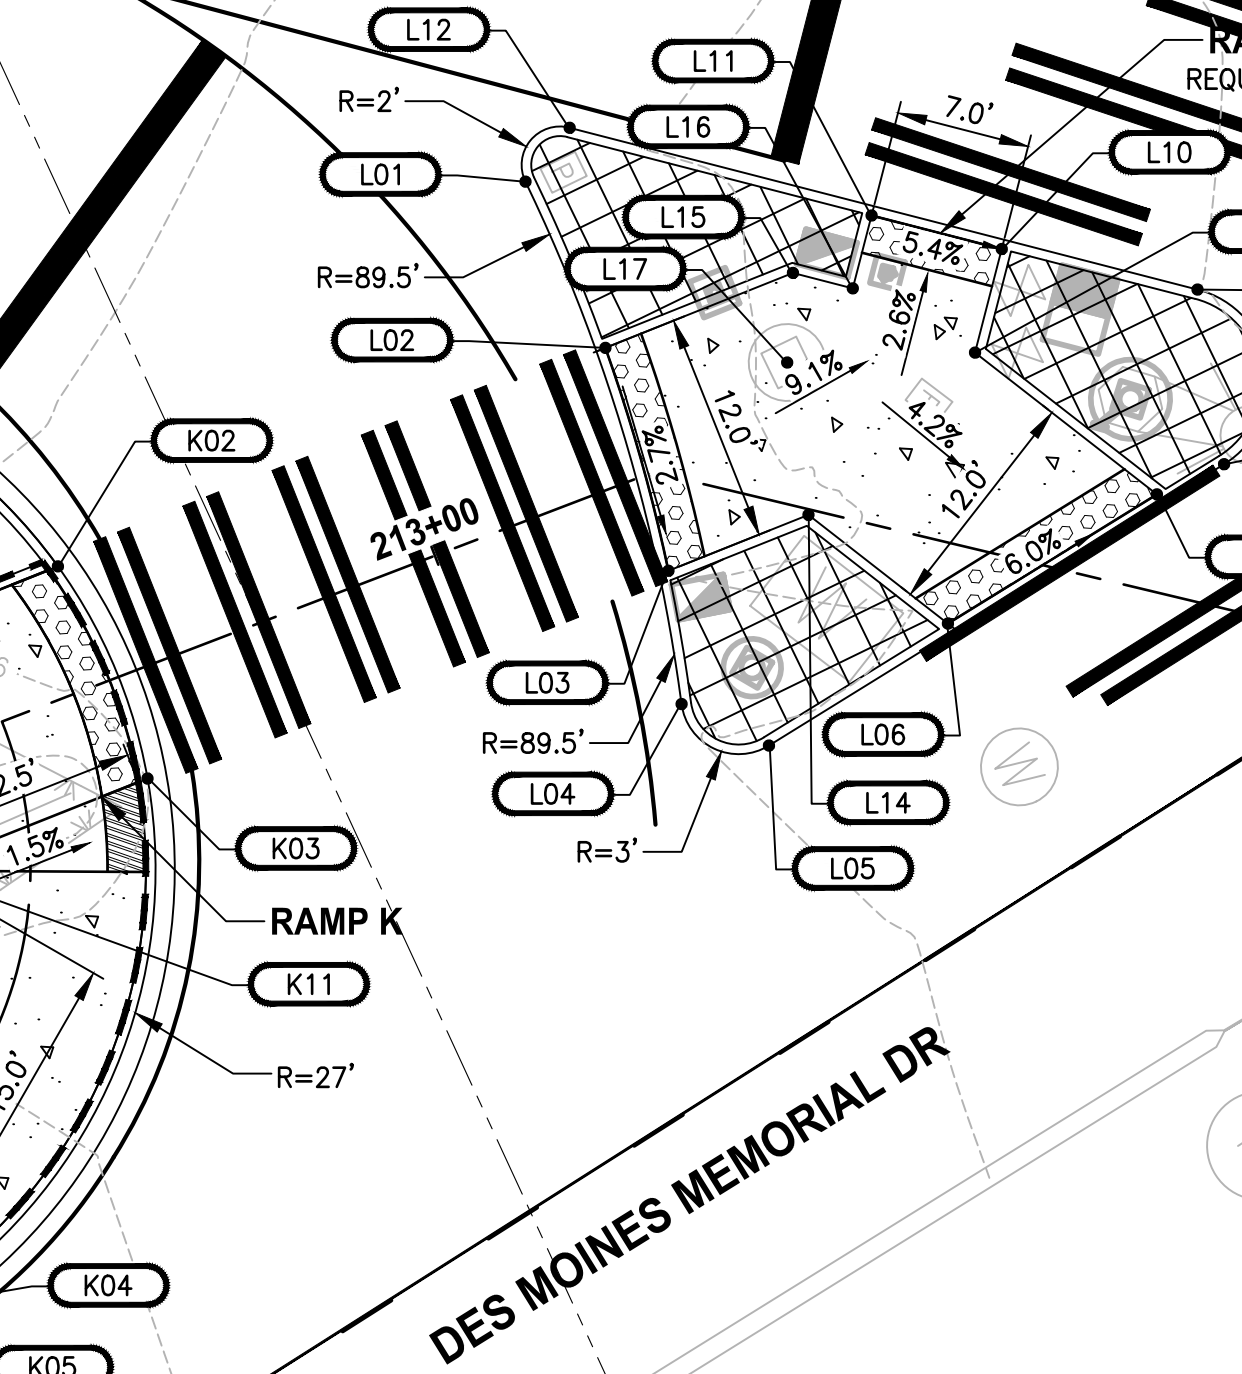 L12
L11
RA
REQU
R=2'
7.0'
L16
L10
L01
L15
5.4%
L17
R=89.5'
2.6%
L02
9.1%
12.0'
4.2%
K02
2.7%
12.0'
213+00
6.0%
L03
L06
R=89.5'
W
L04
L14
2.5'
R=3'
K03
1.5%
L05
RAMP K
K11
R=27'
15.0'
DES MOINES MEMORIAL DR
K04
K05